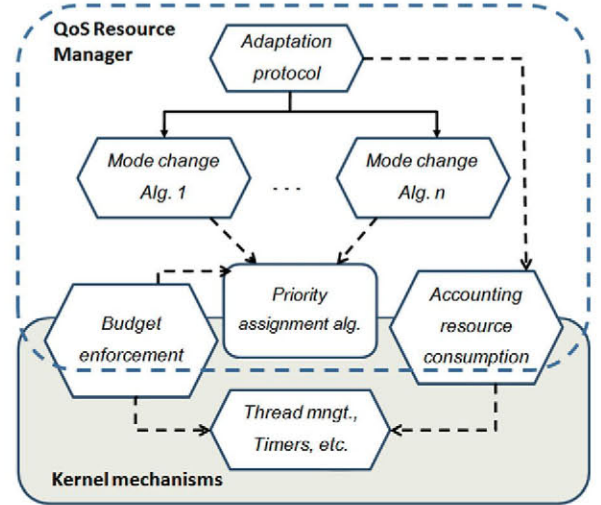 QoS Resource
Manager
Adaptation
protocol
Mode change
Alg. 1
. . .
Mode change
Alg. n
Budget
enforcement
Priority
assignment alg.
Accounting
resource
consumption
Thread mngt.,
Timers, etc.
Kernel mechanisms